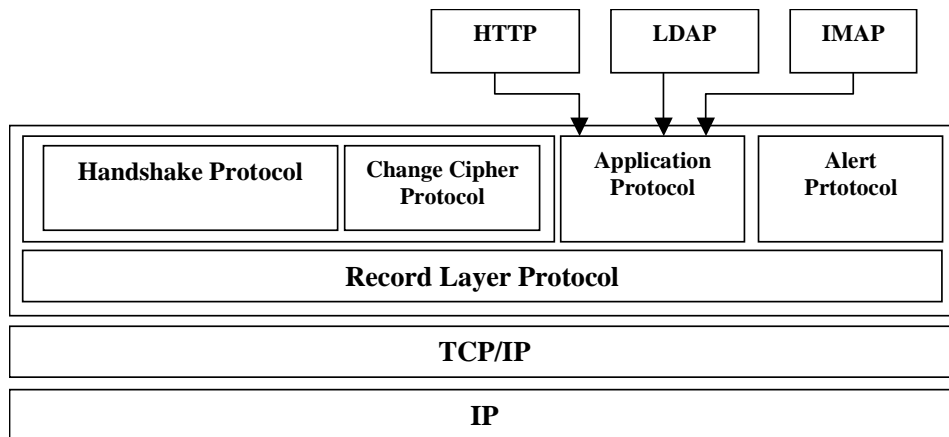 HTTP
LDAP
IMAP
Handshake Protocol
Change Cipher
Protocol
Application
Protocol
Alert
Prtotocol
Record Layer Protocol
TCP/IP
IP